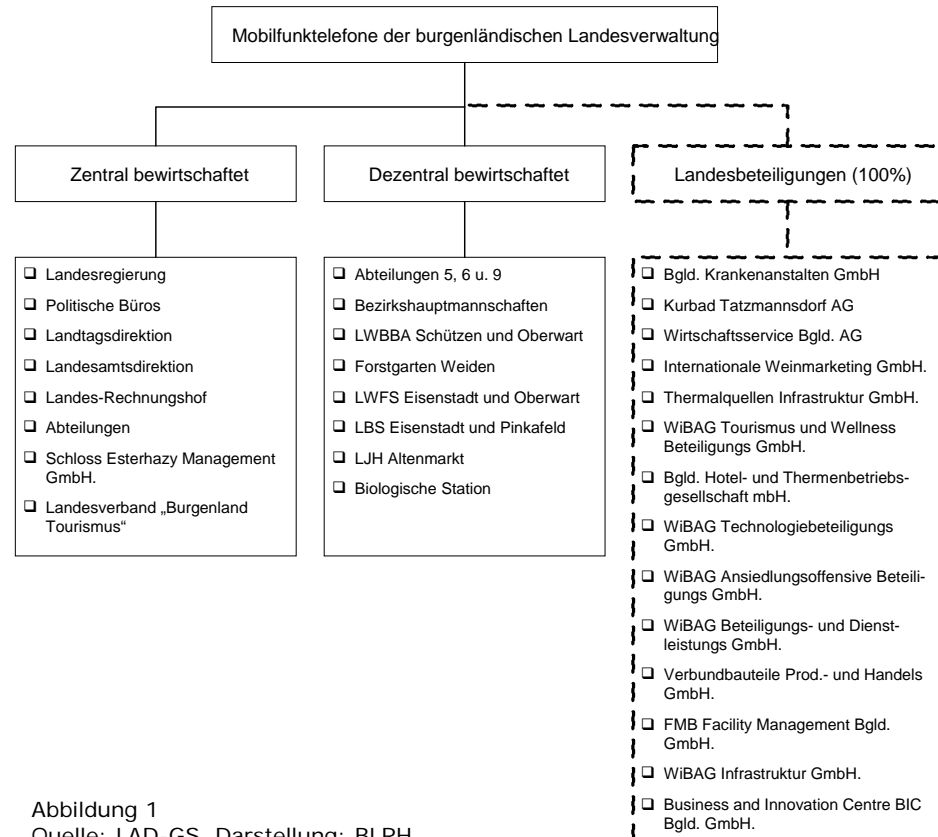 Mobilfunktelefone der burgenländischen Landesverwaltung
Zentral bewirtschaftet
Dezentral bewirtschaftet
Landesbeteiligungen (100%)
Landesregierung
Politische Büros
Landtagsdirektion
Landesamtsdirektion
Landes-Rechnungshof
Abteilungen
Schloss Esterhazy Management
GmbH.
Landesverband „Burgenland
Tourismus“
Abteilungen 5, 6 u. 9
Bezirkshauptmannschaften
LWBBA Schützen und Oberwart
Forstgarten Weiden
LWFS Eisenstadt und Oberwart
LBS Eisenstadt und Pinkafeld
LJH Altenmarkt
Biologische Station
Bgld. Krankenanstalten GmbH
Kurbad Tatzmannsdorf AG
Wirtschaftsservice Bgld. AG
Internationale Weinmarketing GmbH.
Thermalquellen Infrastruktur GmbH.
WiBAG Tourismus und Wellness
Beteiligungs GmbH.
Bgld. Hotel- und Thermenbetriebs-
gesellschaft mbH.
WiBAG Technologiebeteiligungs
GmbH.
WiBAG Ansiedlungsoffensive Beteili-
gungs GmbH.
WiBAG Beteiligungs- und Dienst-
leistungs GmbH.
Verbundbauteile Prod.- und Handels
GmbH.
FMB Facility Management Bgld.
GmbH.
WiBAG Infrastruktur GmbH.
Business and Innovation Centre BIC
Bgld. GmbH.
Abbildung 1
Quelle: LAD-GS, Darstellung: BLRH